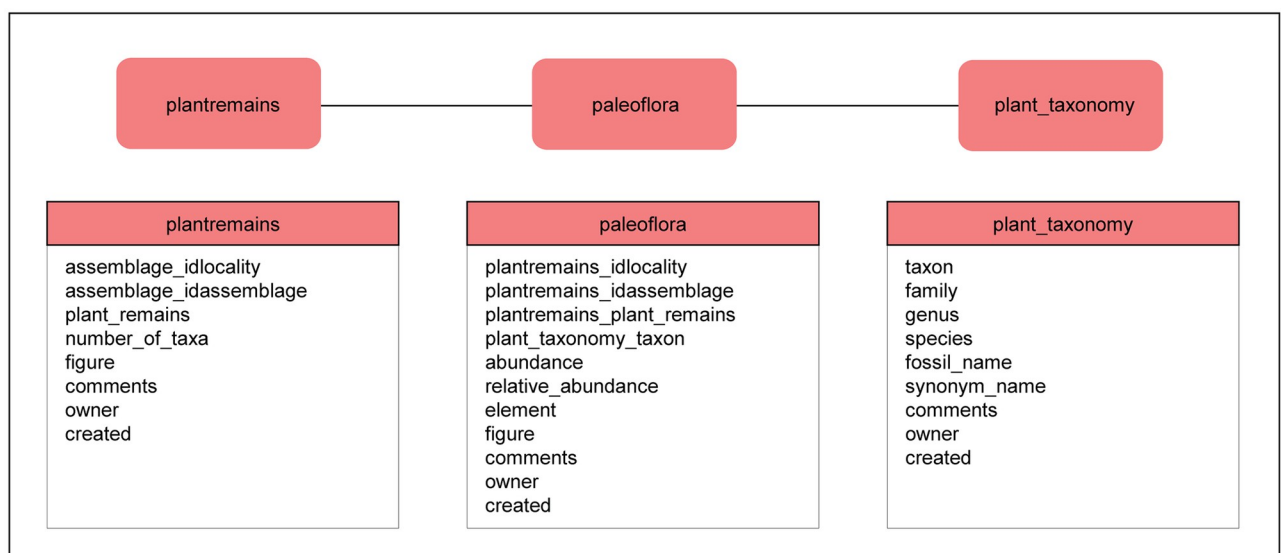 plantremains
paleoflora
plant_taxonomy
plantremains
assemblage_idlocality
assemblage_idassemblage
plant_remains
number_of_taxa
figure
comments
owner
created
paleoflora
plantremains_idlocality
plantremains_idassemblage
plantremains_plant_remains
plant_taxonomy_taxon
abundance
relative_abundance
element
figure
comments
owner
created
plant_taxonomy
taxon
family
genus
species
fossil_name
synonym_name
comments
owner
created